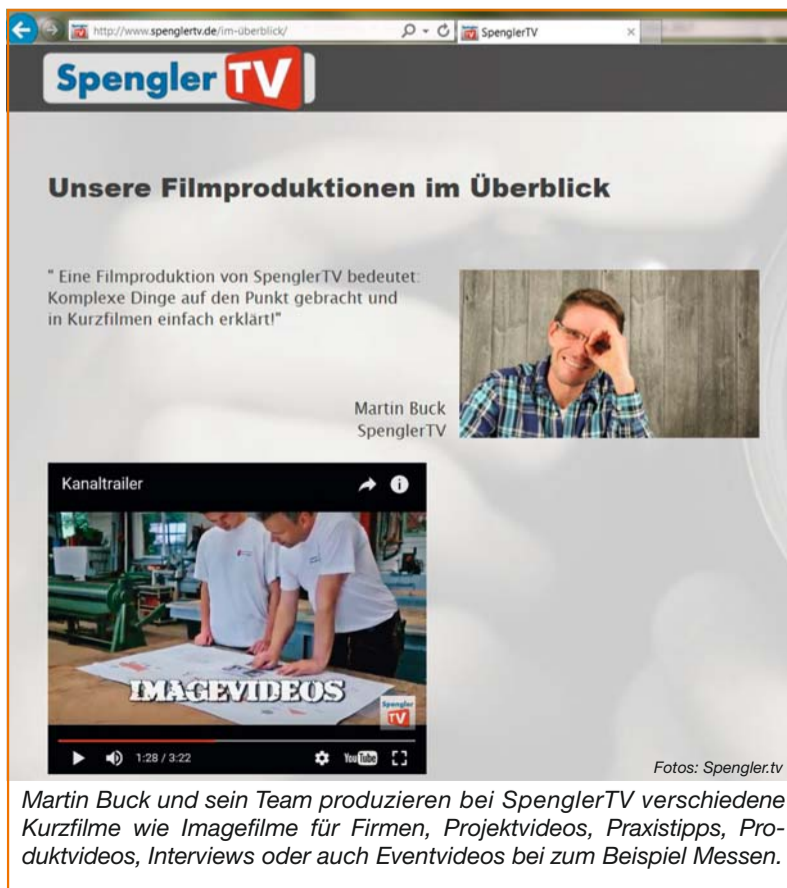 http://www.spenglertv.de/im-überblick/
SpenglerTV
Spengler TV
Unsere Filmproduktionen im Überblick
" Eine Filmproduktion von SpenglerTV bedeutet:
Komplexe Dinge auf den Punkt gebracht und
in Kurzfilmen einfach erklärt!"
Martin Buck
SpenglerTV
Kanaltrailer
IMAGEVIDEOS
Spengler
TV
1:28 / 3:22
YouTube
Fotos: Spengler.tv
Martin Buck und sein Team produzieren bei SpenglerTV verschiedene
Kurzfilme wie Imagefilme für Firmen, Projektvideos, Praxistipps, Pro-
duktvideos, Interviews oder auch Eventvideos bei zum Beispiel Messen.